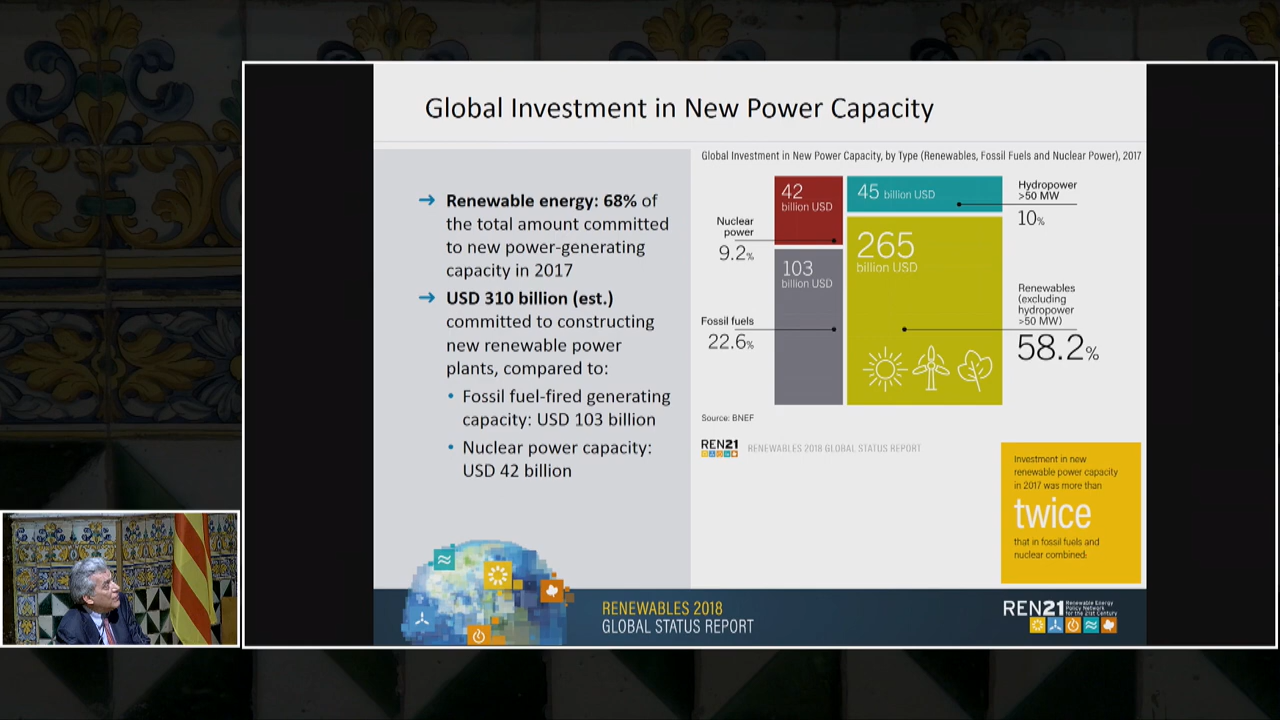 Global Investment in New Power Capacity
→ Renewable energy: 68% of
the total amount committed
to new power-generating
capacity in 2017
→ USD 310 billion (est.)
committed to constructing
new renewable power
plants, compared to:
• Fossil fuel-fired generating
capacity: USD 103 billion
• Nuclear power capacity:
USD 42 billion
Global Investment in New Power Capacity, by Type (Renewables, Fossil Fuels and Nuclear Power), 2017
42
billion USD
45 billion USD
Hydropower
>50 MW
10%
Nuclear
power
9.2%
103
billion USD
265
billion USD
Renewables
(excluding
hydropower
>50 MW)
58.2%
Fossil fuels
22.6%
Source: BNEF
REN21 RENEWABLES 2018 GLOBAL STATUS REPORT
Investment in new
renewable power capacity
in 2017 was more than
twice
that in fossil fuels and
nuclear combined:
RENEWABLES 2018
GLOBAL STATUS REPORT
REN21 Renewable Energy
Policy Network
for the 21st Century